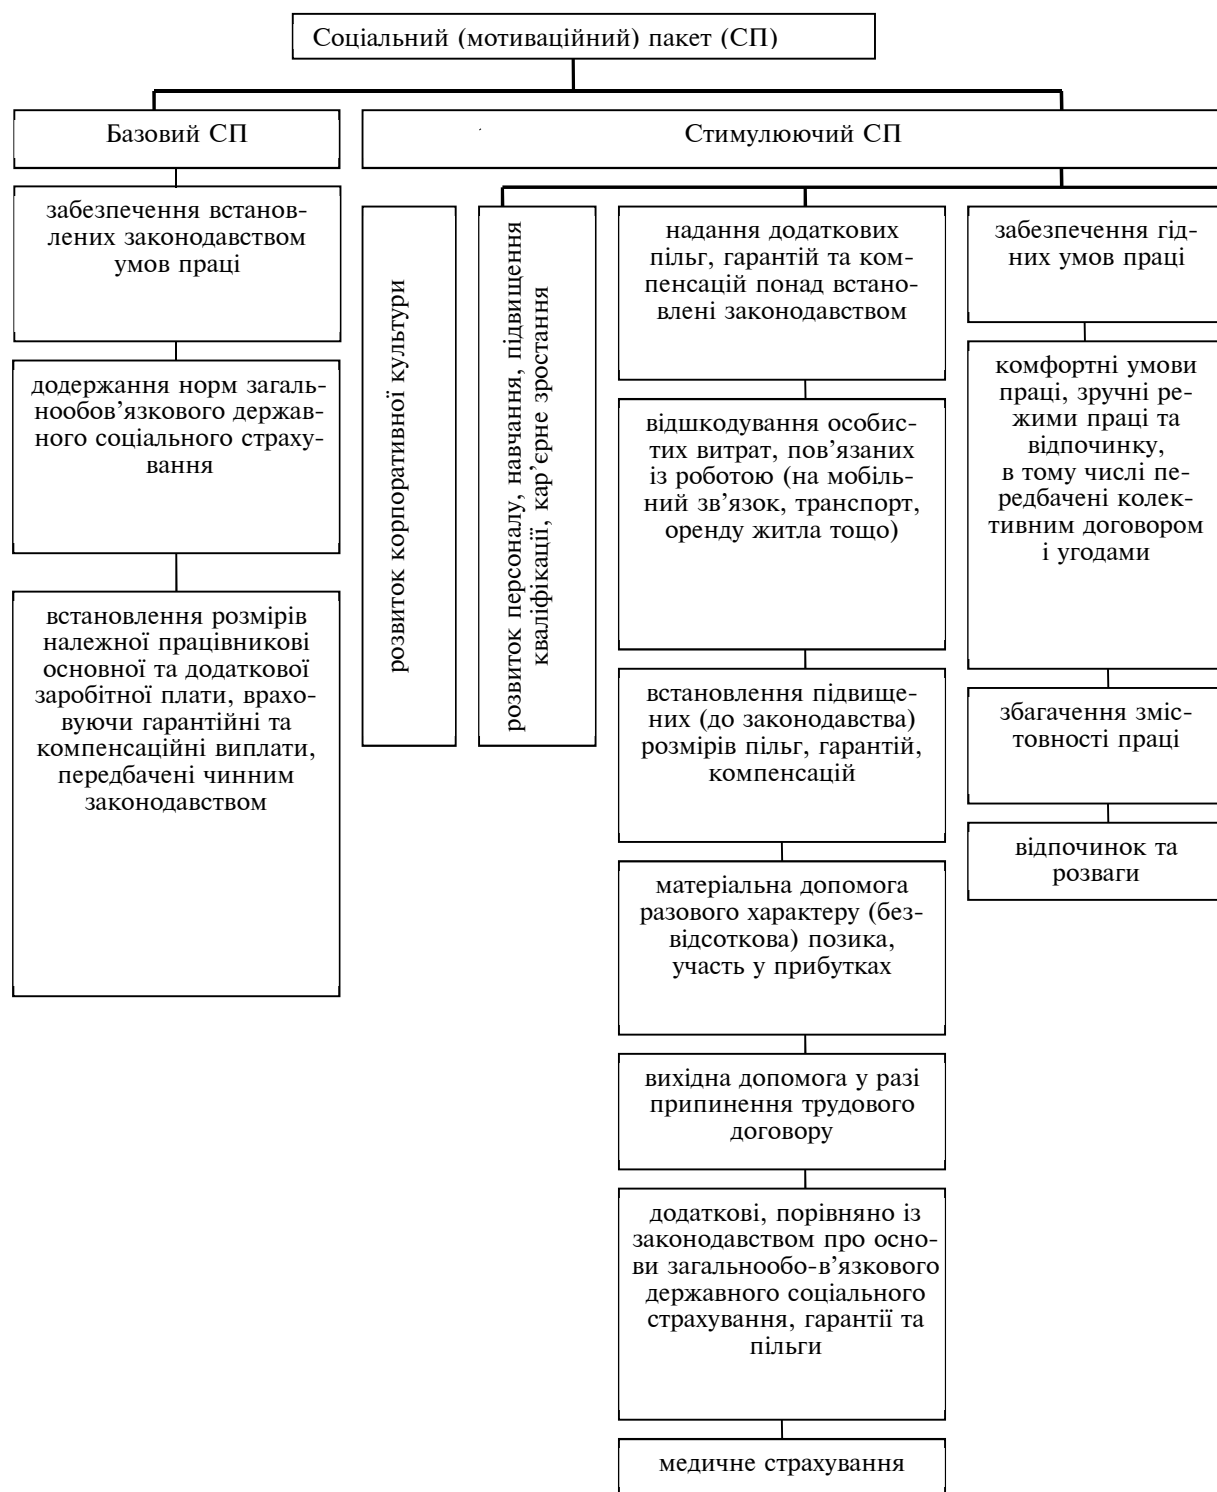 Соціальний (мотиваційний) пакет (СП)
Базовий СП
Стимулюючий СП
забезпечення встанов-
лених законодавством
умов праці
додержання норм загаль-
нообов’язкового держав-
ного соціального страху-
вання
встановлення розмірів
належної працівникові
основної та додаткової
заробітної плати, врахо-
вуючи гарантійні та
компенсаційні виплати,
передбачені чинним
законодавством
розвиток корпоративної культури
розвиток персоналу, навчання, підвищення
кваліфікації, кар’єрне зростання
надання додаткових
пільг, гарантій та ком-
пенсацій понад встано-
влені законодавством
відшкодування особис-
тих витрат, пов’язаних
із роботою (на мобіль-
ний зв’язок, транспорт,
оренду житла тощо)
встановлення підвище-
них (до законодавства)
розмірів пільг, гарантій,
компенсацій
матеріальна допомога
разового характеру (без-
відсоткова) позика,
участь у прибутках
вихідна допомога у разі
припинення трудового
договору
додаткові, порівняно із
законодавством про осно-
ви загальнообо-в’язкового
державного соціального
страхування, гарантії та
пільги
медичне страхування
забезпечення гід-
них умов праці
комфортні умови
праці, зручні ре-
жими праці та
відпочинку,
в тому числі пе-
редбачені колек-
тивним договором
і угодами
збагачення зміс-
товності праці
відпочинок та
розваги